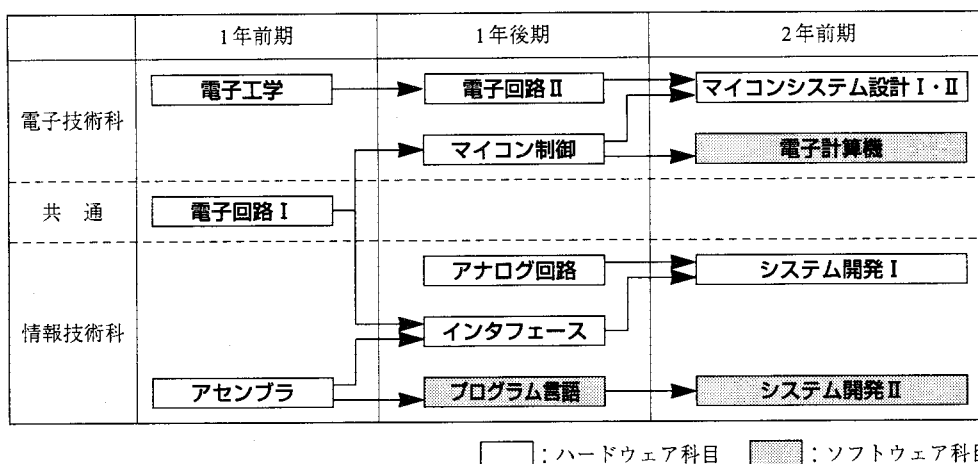 1年前期 1年後期 2年前期
電子工学 電子回路Ⅱ マイコンシステム設計Ⅰ・Ⅱ
電子技術科
マイコン制御 電子計算機
共通 電子回路Ⅰ
アナログ回路 システム開発Ⅰ
情報技術科 インタフェース
アセンブラ プログラム言語 システム開発Ⅱ
:ハードウェア科目 :ソフトウェア科目